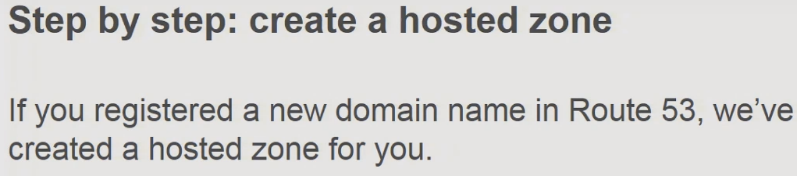 Step by step: create a hosted zone
If you registered a new domain name in Route 53, we’ve
created a hosted zone for you.